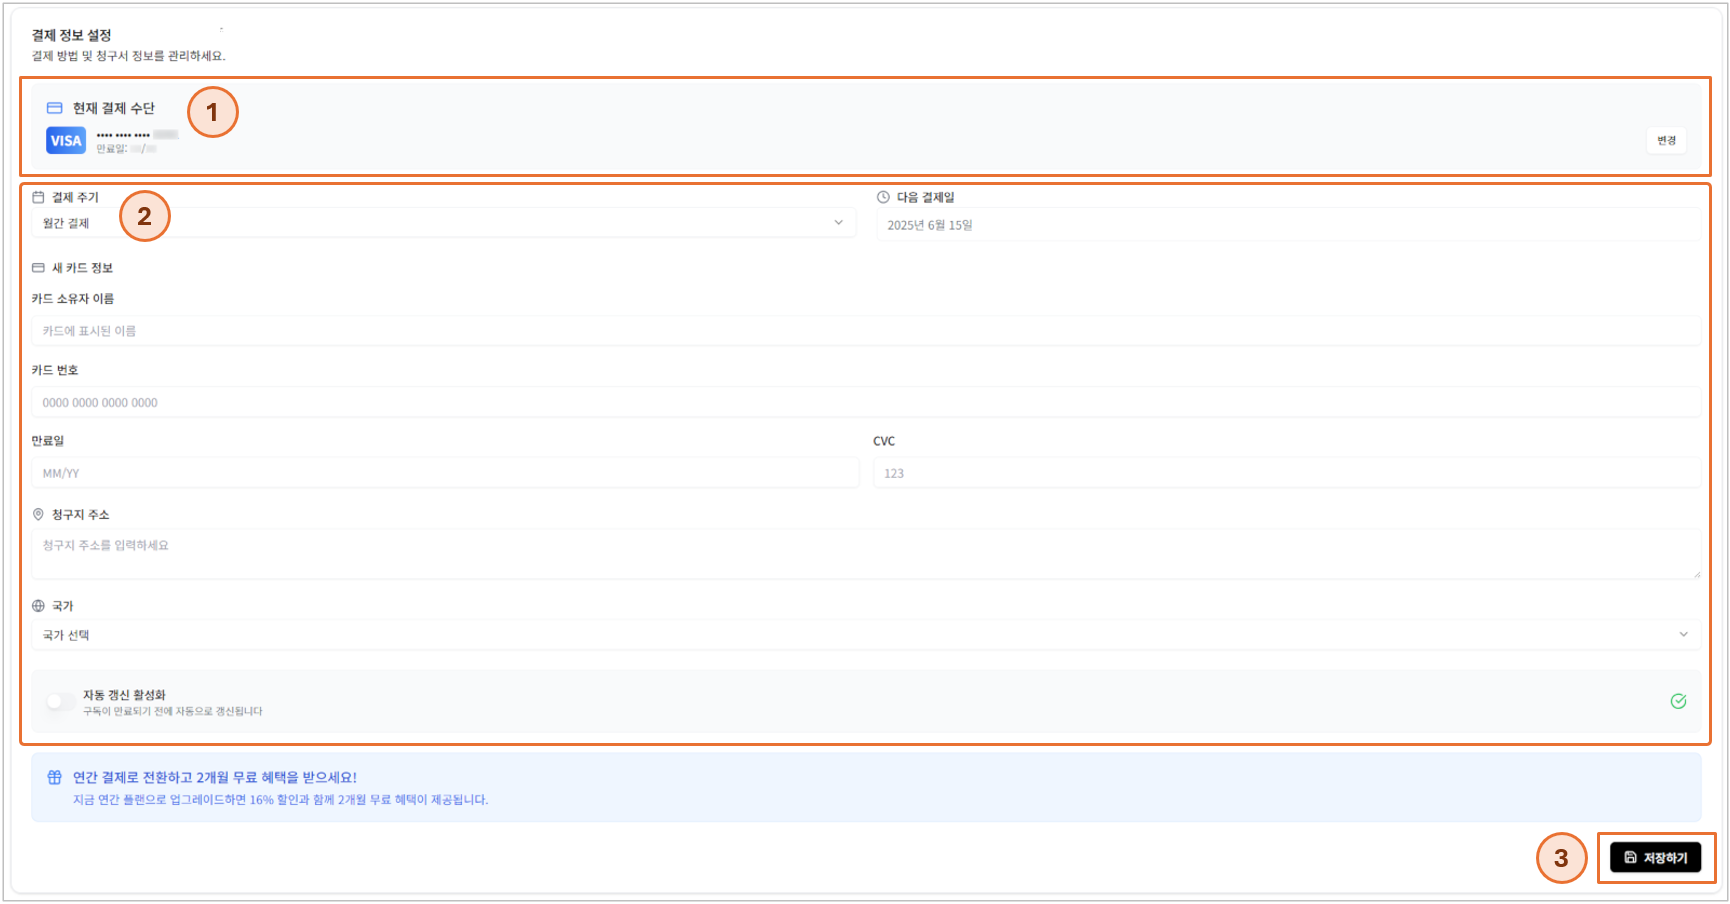 결제 정보 설정
결제 방법 및 청구서 정보를 관리하세요.
현재 결제 수단
1
VISA
•••• •••• ••••
만료일: /
변경
결제 주기
2
다음 결제일
월간 결제
2025년 6월 15일
새 카드 정보
카드 소유자 이름
카드에 표시된 이름
카드 번호
0000 0000 0000 0000
만료일
CVC
MM/YY
123
청구지 주소
청구지 주소를 입력하세요
국가
국가 선택
자동 갱신 활성화
구독이 만료되기 전에 자동으로 갱신됩니다
연간 결제로 전환하고 2개월 무료 혜택을 받으세요!
지금 연간 플랜으로 업그레이드하면 16% 할인과 함께 2개월 무료 혜택이 제공됩니다.
3
저장하기